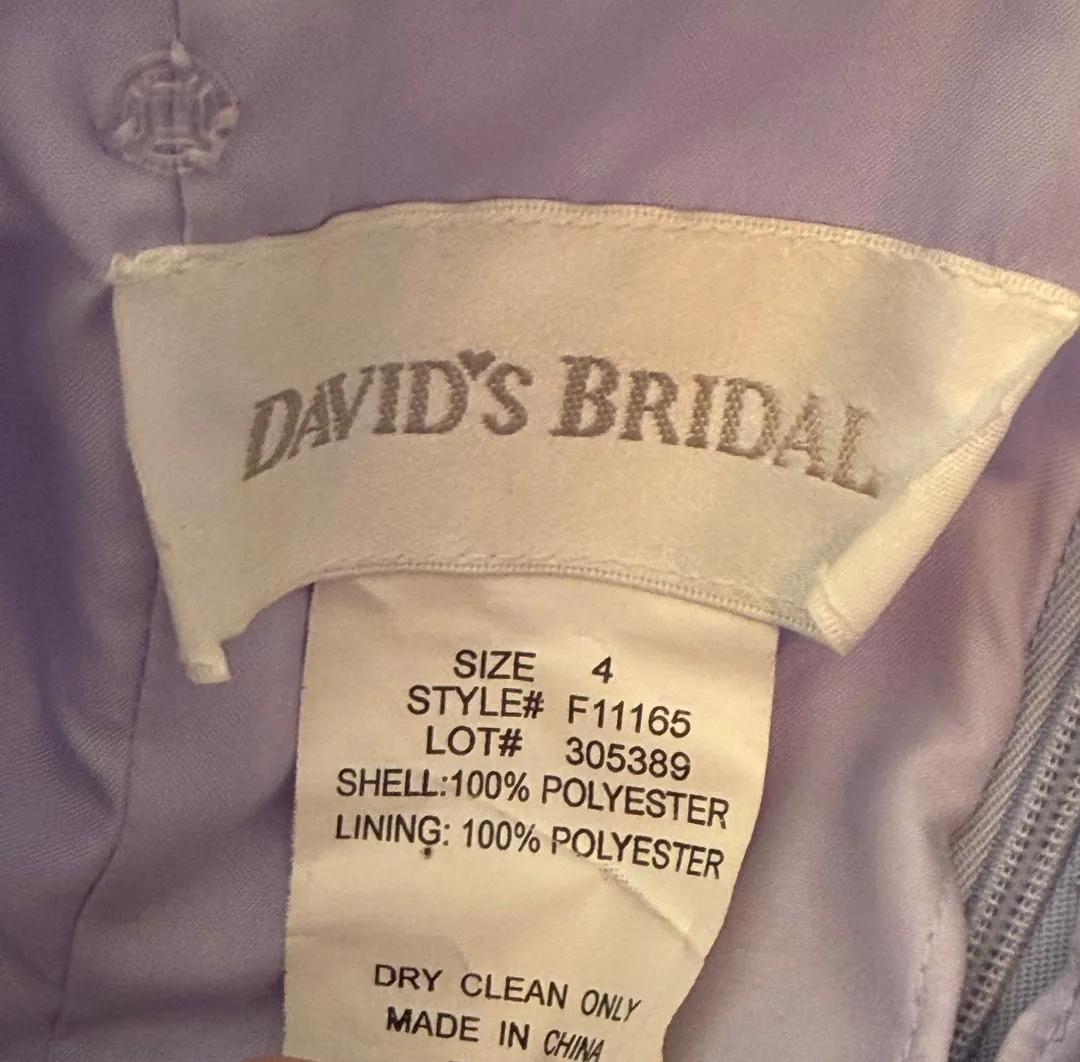 DAVID'S BRIDAL
SIZE 4
STYLE# F11165
LOT# 305389
SHELL:100% POLYESTER
LINING: 100% POLYESTER
DRY CLEAN ONLY
MADE IN CHINA